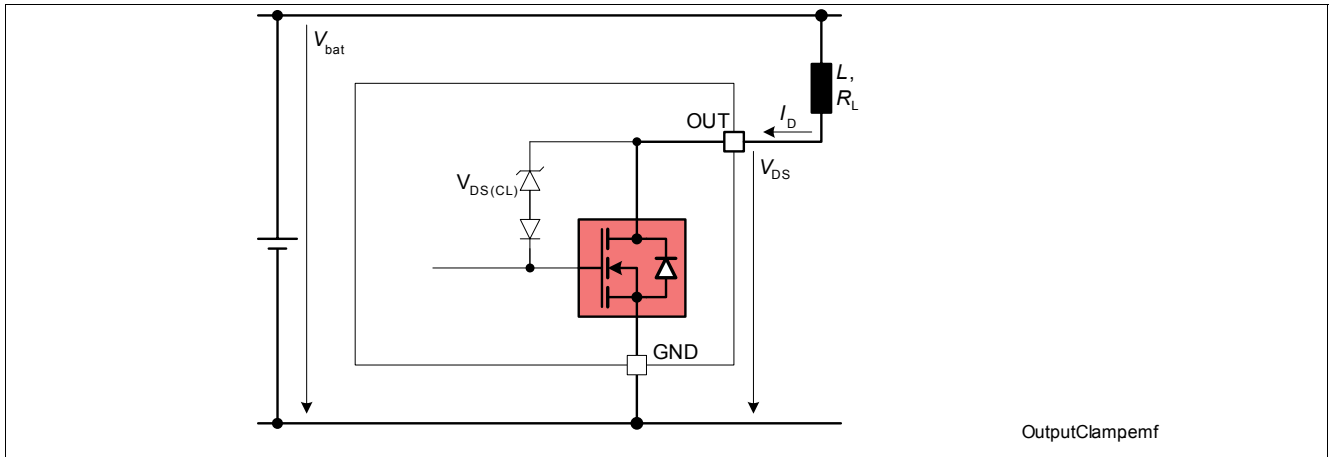 Vbat
L,
RL
OUT
ID
VDS
VDS(CL)
GND
OutputClampemf